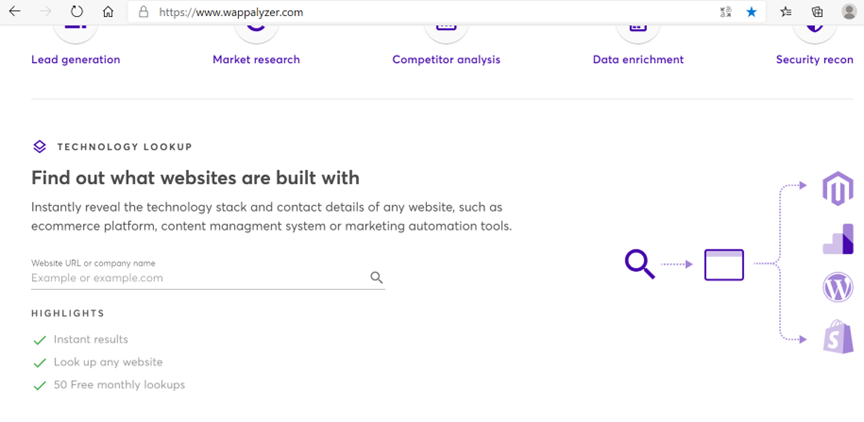 https://www.wappalyzer.com
Lead generation
Market research
Competitor analysis
Data enrichment
Security recon
TECHNOLOGY LOOKUP
Find out what websites are built with
Instantly reveal the technology stack and contact details of any website, such as
ecommerce platform, content managment system or marketing automation tools.
Website URL or company name
Example or example.com
HIGHLIGHTS
Instant results
Look up any website
50 Free monthly lookups